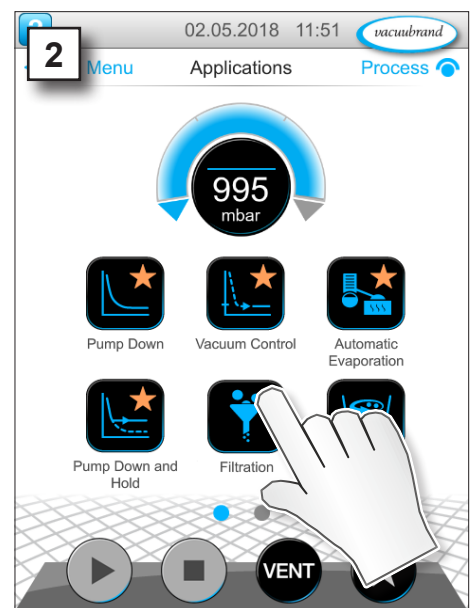 02.05.2018 11:51 vacuubrand
2
Menu Applications Process
995
mbar
Pump Down Vacuum Control Automatic
Evaporation
Pump Down and
Hold
Filtration
VENT